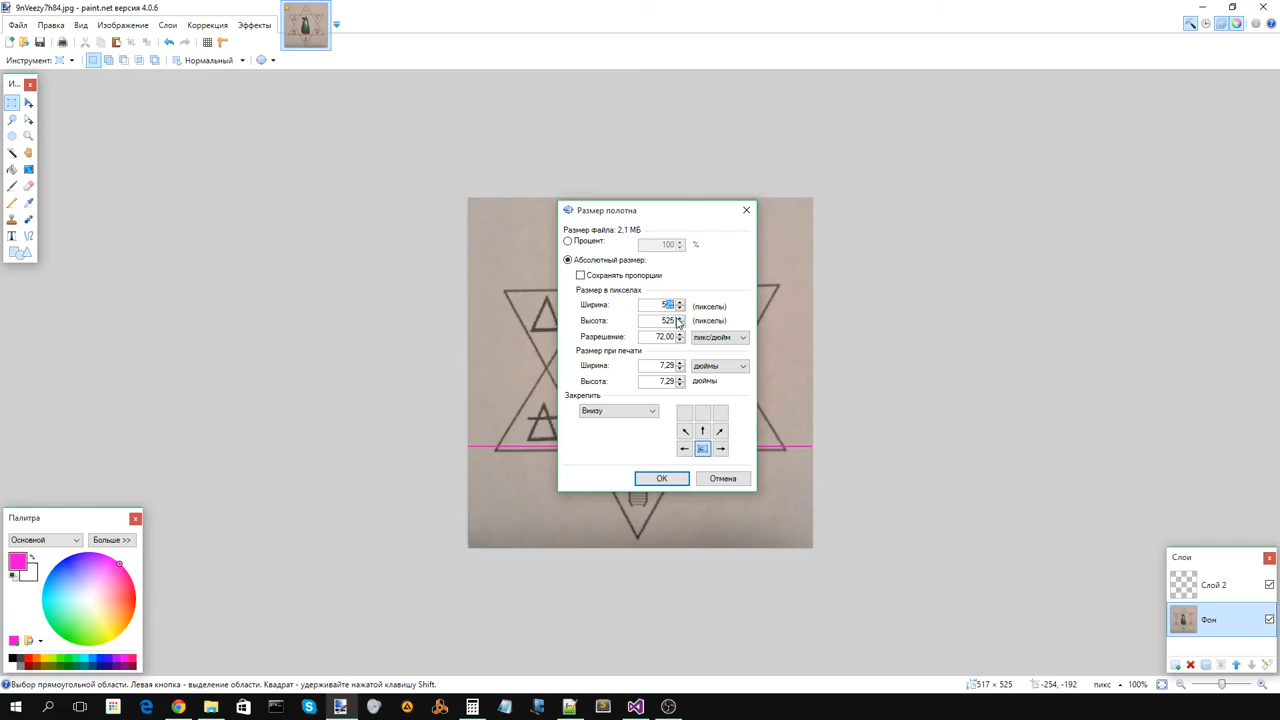 9nVeezy7h84.jpg - paint.net версия 4.0.6
Файл Правка Вид Изображение Слои Коррекция Эффекты
Инструмент: Нормальный
И...
Размер полотна
Размер файла: 2,1 МБ
Процент: 100 %
Абсолютный размер:
Сохранять пропорции
Размер в пикселах
Ширина: (пикселы)
Высота: 525 (пикселы)
Разрешение: 72.00 пикс/дюйм
Размер при печати
Ширина: 7,29 дюймы
Высота: 7,29 дюймы
Закрепить
Внизу
OK Отмена
Палитра
Основной Больше >>
Слои
Слой 2
Фон
Выбор прямоугольной области. Левая кнопка - выделение области. Квадрат - удерживайте нажатой клавишу Shift. 517 × 525 -254, -192 пикс 100%